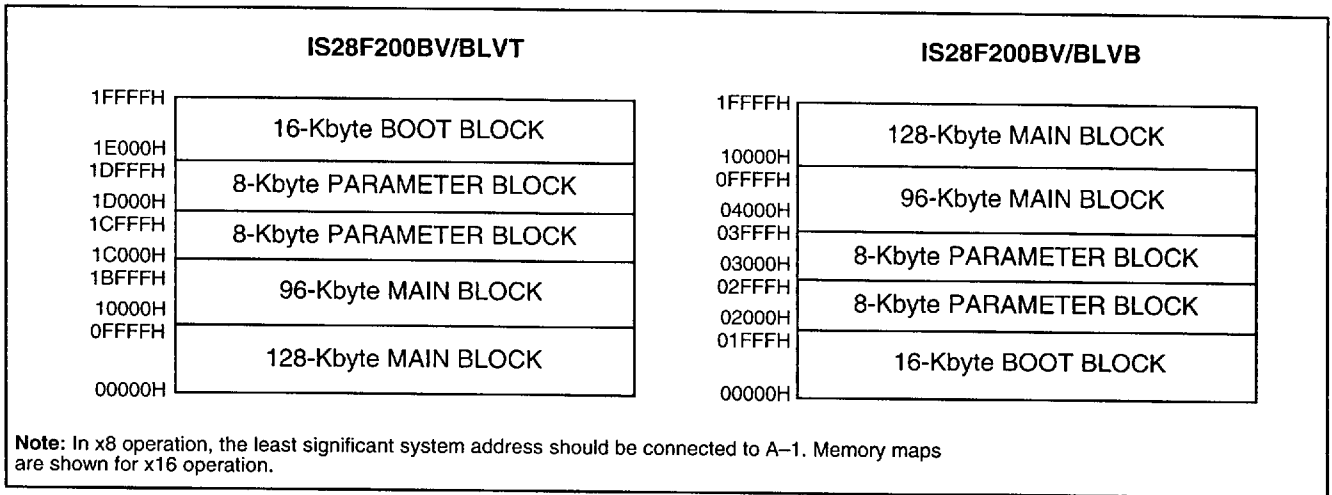 IS28F200BV/BLVT
1FFFFH
16-Kbyte BOOT BLOCK
1E000H
1DFFFH
8-Kbyte PARAMETER BLOCK
1D000H
1CFFFH
8-Kbyte PARAMETER BLOCK
1C000H
1BFFFH
96-Kbyte MAIN BLOCK
10000H
0FFFFH
128-Kbyte MAIN BLOCK
00000H
IS28F200BV/BLVB
1FFFFH
128-Kbyte MAIN BLOCK
10000H
0FFFFH
96-Kbyte MAIN BLOCK
04000H
03FFFH
8-Kbyte PARAMETER BLOCK
03000H
02FFFH
8-Kbyte PARAMETER BLOCK
02000H
01FFFH
16-Kbyte BOOT BLOCK
00000H
Note: In x8 operation, the least significant system address should be connected to A–1. Memory maps
are shown for x16 operation.